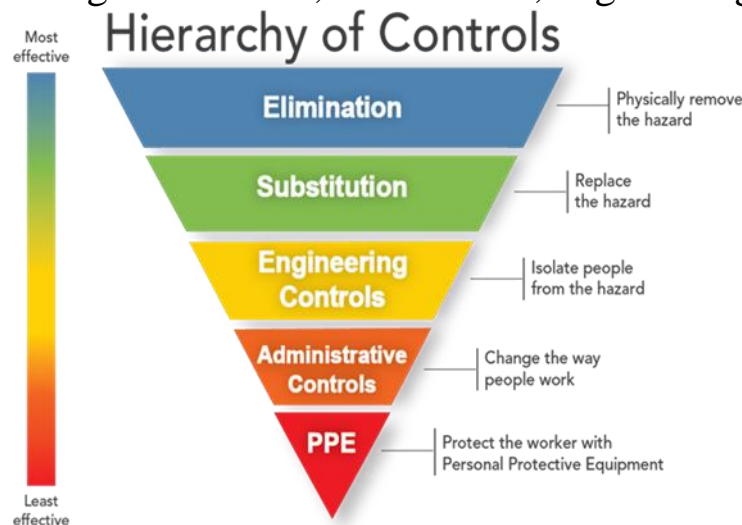 Hierarchy of Controls
Most
effective
Elimination
Physically remove
the hazard
Substitution
Replace
the hazard
Engineering
Controls
Isolate people
from the hazard
Administrative
Controls
Change the way
people work
PPE
Protect the worker with
Personal Protective Equipment
Least
effective